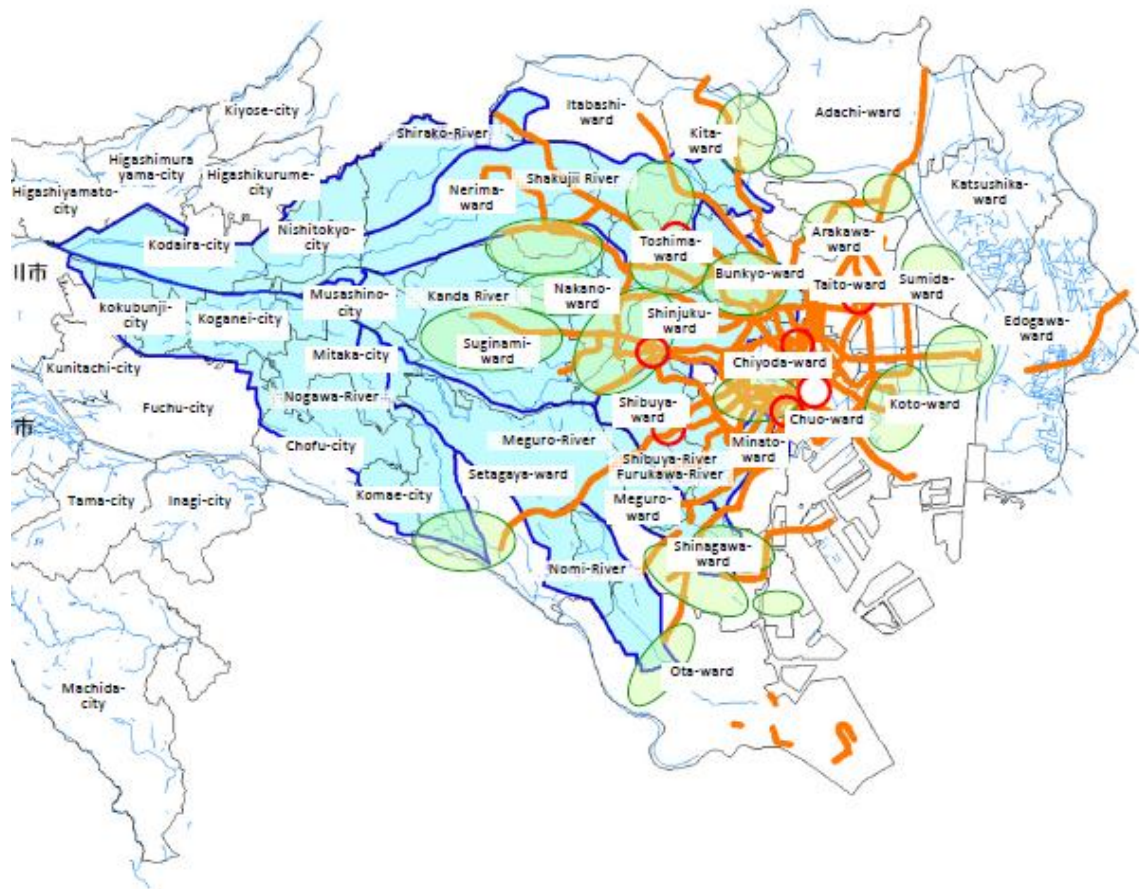 Kiyose-city
Itabashi-
ward
Adachi-ward
Shirako-River
Kita-
ward
Higashimura
yama-city
Higashikurume-
city
Higashiyamato-
city
Nerima-
ward
Shakujii River
Katsushika-
ward
Kodaira-city
Nishitokyo-
city
Toshima-
ward
Arakawa-
ward
川市
Bunkyo-ward
Taito-ward
Sumida-
ward
kokubunji-
city
Koganei-city
Musashino-
city
Kanda River
Nakano-
ward
Shinjuku-
ward
Edogawa-
ward
Kunitachi-city
Mitaka-city
Suginami-
ward
Chiyoda-ward
Fuchu-city
Nogawa-River
Shibuya-
ward
Koto-ward
市
Chuo-ward
Chofu-city
Meguro-River
Minato-
ward
Shibuya-River
Furukawa-River
Setagaya-ward
Tama-city
Inagi-city
Komae-city
Meguro-
ward
Shinagawa-
ward
Nomi-River
Ota-ward
Machida-
city